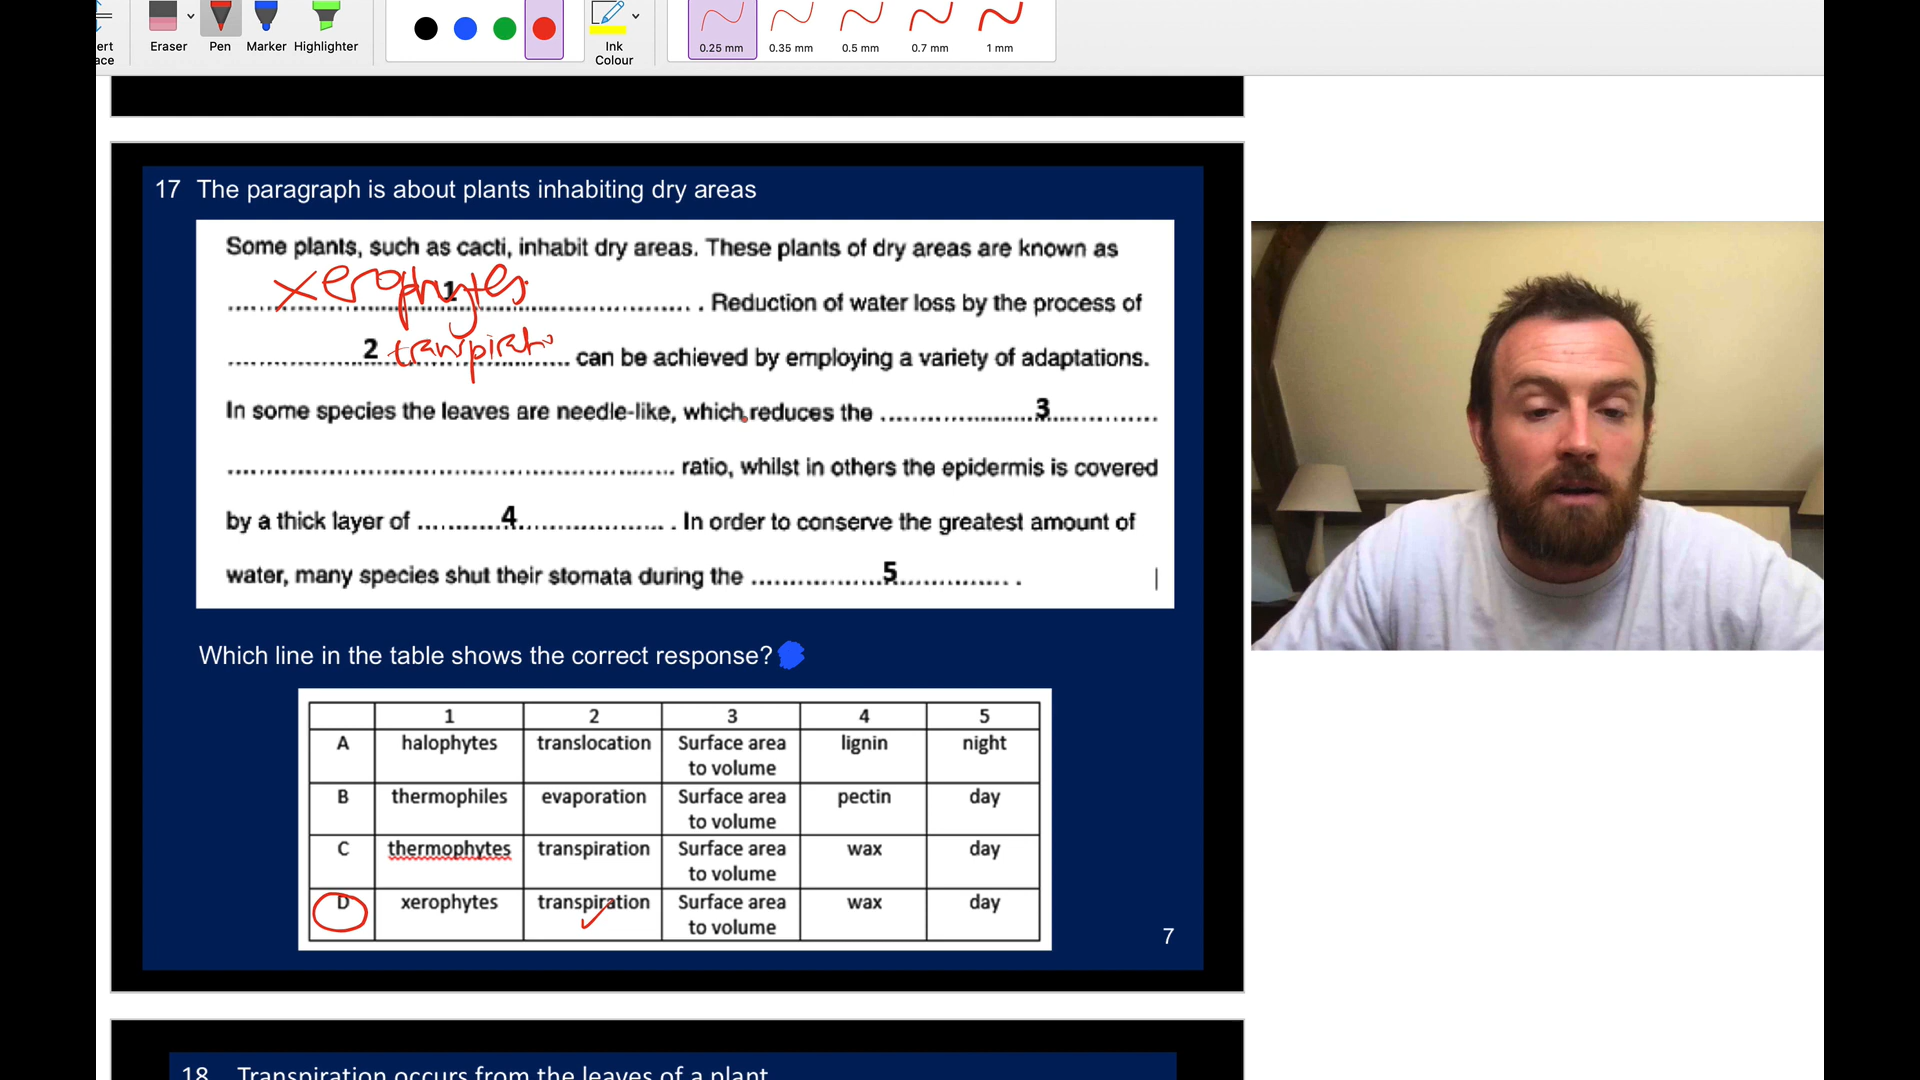 ert
ace
Eraser
Pen
Marker
Highlighter
Ink
Colour
0.25 mm
0.35 mm
0.5 mm
0.7 mm
1 mm
17 The paragraph is about plants inhabiting dry areas
Some plants, such as cacti, inhabit dry areas. These plants of dry areas are known as
xerophytes
1 . Reduction of water loss by the process of
2 transpirato can be achieved by employing a variety of adaptations.
In some species the leaves are needle-like, which reduces the 3
ratio, whilst in others the epidermis is covered
by a thick layer of 4 . In order to conserve the greatest amount of
water, many species shut their stomata during the 5 .
Which line in the table shows the correct response?
1 2 3 4 5
A halophytes translocation Surface area lignin night
to volume
B thermophiles evaporation Surface area pectin day
to volume
C thermophytes transpiration Surface area wax day
to volume
D xerophytes transpiration Surface area wax day
to volume
7
18 Transpiration occurs from the leaves of a plant